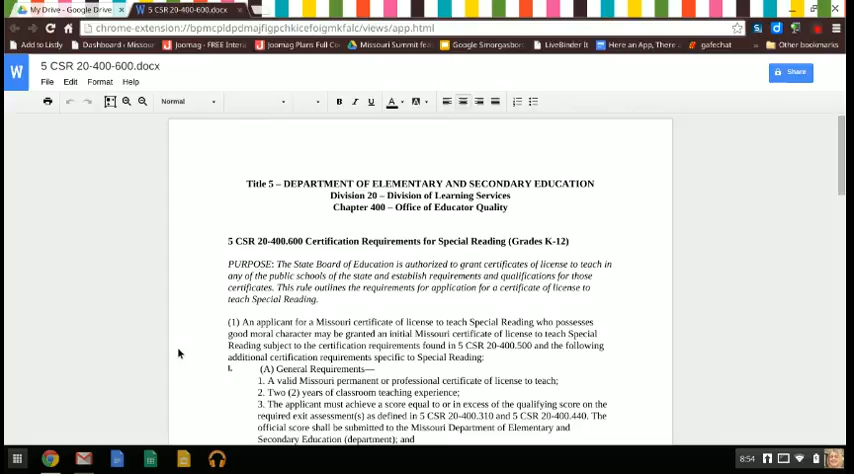 My Drive - Google Drive
5 CSR 20-400-600.docx
chrome-extension://bpmcpldpdmajfigpchkicefoigmkfalc/views/app.html
Add to Listly
Dashboard ‹ Missour
Joomag - FREE Intera
Joomag Plans Full Co
Missouri Summit feat
Google Smorgasbord
LiveBinder It
Here an App, There
gafechat
Other bookmarks
W
5 CSR 20-400-600.docx
File Edit Format Help
Share
Normal
B I U A A
Title 5 – DEPARTMENT OF ELEMENTARY AND SECONDARY EDUCATION
Division 20 – Division of Learning Services
Chapter 400 – Office of Educator Quality
5 CSR 20-400.600 Certification Requirements for Special Reading (Grades K-12)
PURPOSE: The State Board of Education is authorized to grant certificates of license to teach in
any of the public schools of the state and establish requirements and qualifications for those
certificates. This rule outlines the requirements for application for a certificate of license to
teach Special Reading.
(1) An applicant for a Missouri certificate of license to teach Special Reading who possesses
good moral character may be granted an initial Missouri certificate of license to teach Special
Reading subject to the certification requirements found in 5 CSR 20-400.500 and the following
additional certification requirements specific to Special Reading:
I. (A) General Requirements—
1. A valid Missouri permanent or professional certificate of license to teach;
2. Two (2) years of classroom teaching experience;
3. The applicant must achieve a score equal to or in excess of the qualifying score on the
required exit assessment(s) as defined in 5 CSR 20-400.310 and 5 CSR 20-400.440. The
official score shall be submitted to the Missouri Department of Elementary and
Secondary Education (department); and
8:54